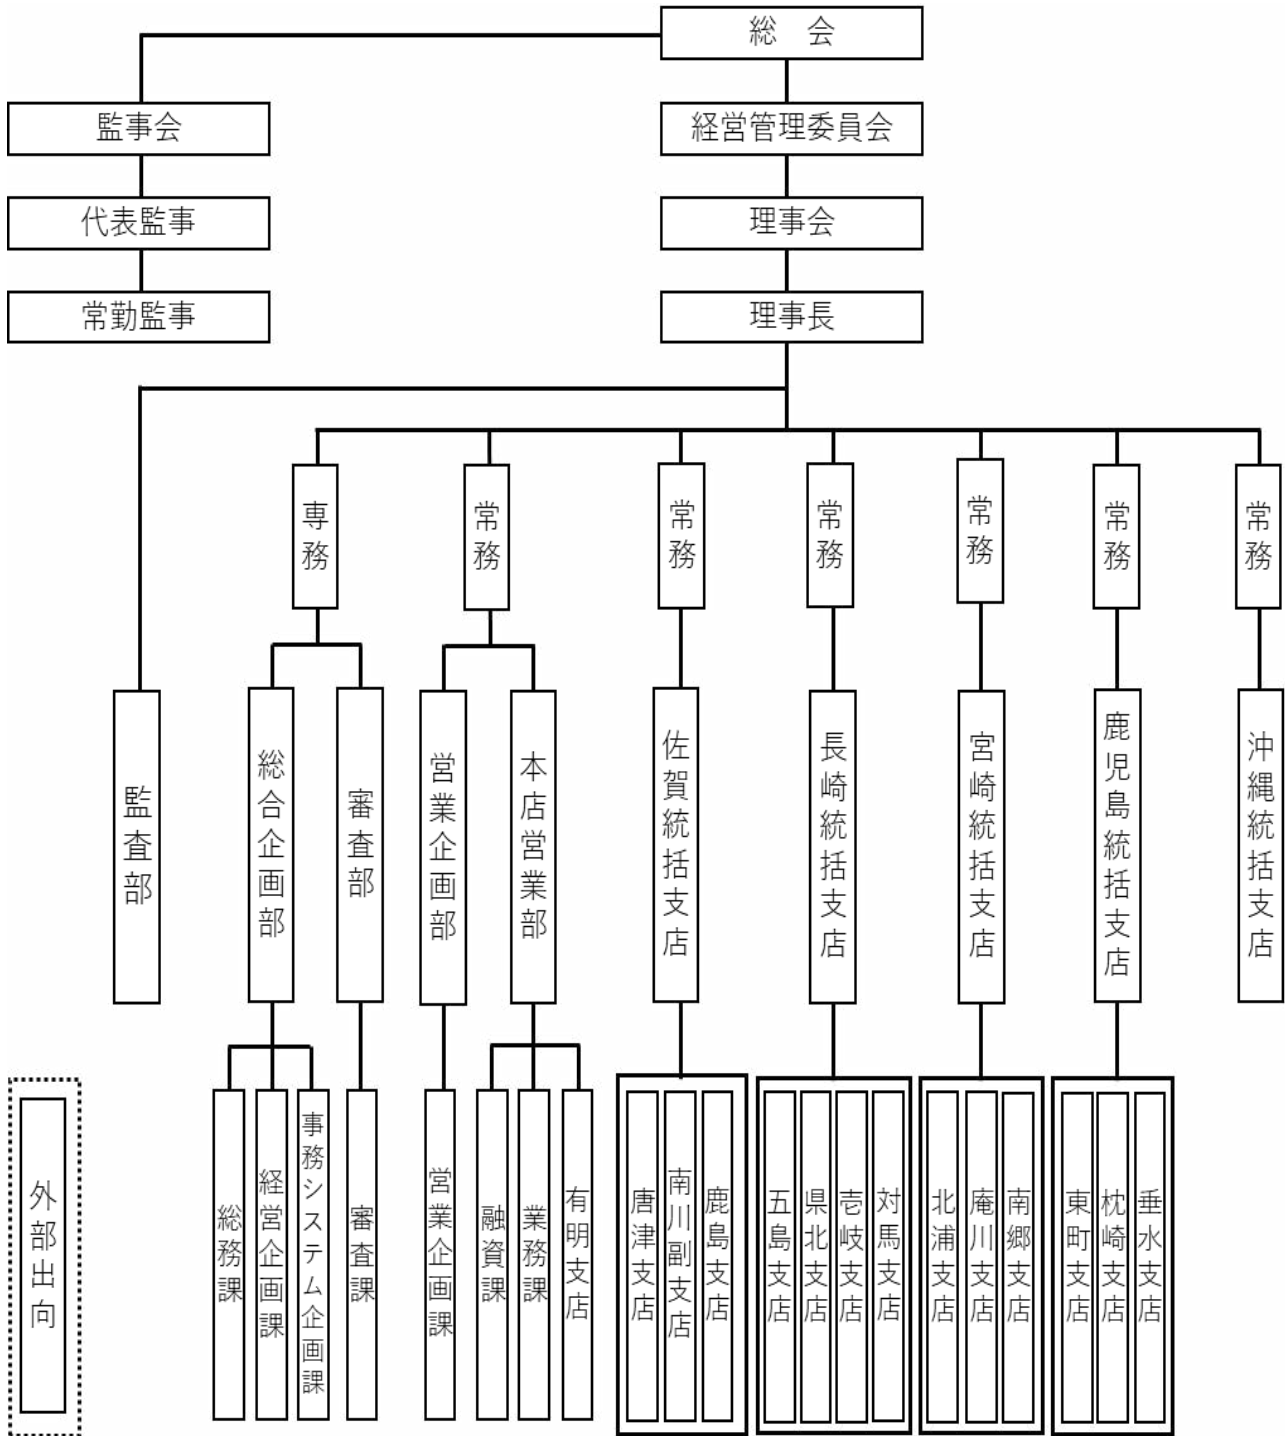 総　会
監事会
経営管理委員会
代表監事
理事会
常勤監事
理事長
専務
常務
常務
常務
常務
常務
常務
監査部
総合企画部
審査部
営業企画部
本店営業部
佐賀統括支店
長崎統括支店
宮崎統括支店
鹿児島統括支店
沖縄統括支店
外部出向
総務課
経営企画課
事務システム企画課
審査課
営業企画課
融資課
業務課
有明支店
唐津支店
南川副支店
鹿島支店
五島支店
県北支店
壱岐支店
対馬支店
北浦支店
庵川支店
南郷支店
東町支店
枕崎支店
垂水支店